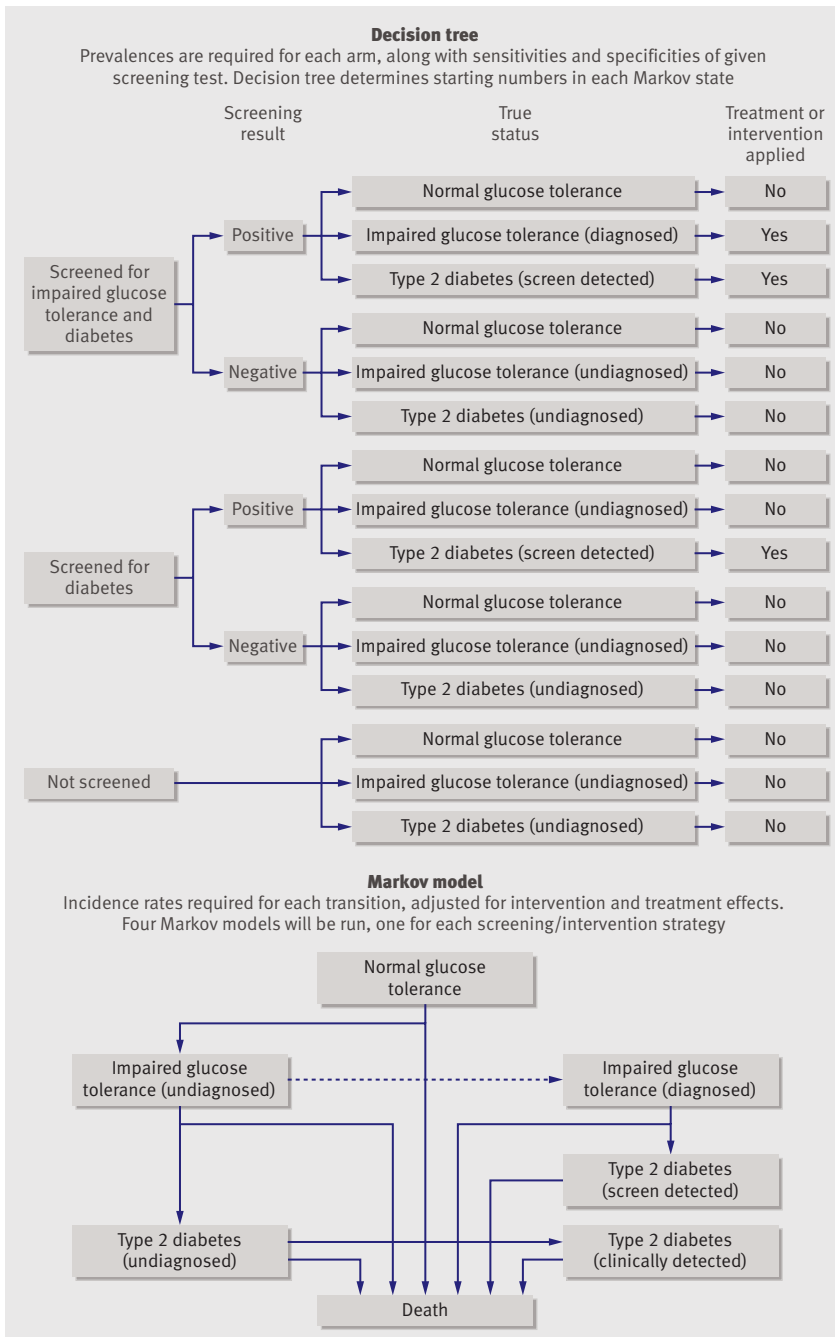 Decision tree
Prevalences are required for each arm, along with sensitivities and specificities of given
screening test. Decision tree determines starting numbers in each Markov state
Screening
result
True
status
Treatment or
intervention
applied
Screened for
impaired glucose
tolerance and
diabetes
Positive
Normal glucose tolerance
No
Impaired glucose tolerance (diagnosed)
Yes
Type 2 diabetes (screen detected)
Yes
Negative
Normal glucose tolerance
No
Impaired glucose tolerance (undiagnosed)
No
Type 2 diabetes (undiagnosed)
No
Screened for
diabetes
Positive
Normal glucose tolerance
No
Impaired glucose tolerance (undiagnosed)
No
Type 2 diabetes (screen detected)
Yes
Negative
Normal glucose tolerance
No
Impaired glucose tolerance (undiagnosed)
No
Type 2 diabetes (undiagnosed)
No
Not screened
Normal glucose tolerance
No
Impaired glucose tolerance (undiagnosed)
No
Type 2 diabetes (undiagnosed)
No
Markov model
Incidence rates required for each transition, adjusted for intervention and treatment effects.
Four Markov models will be run, one for each screening/intervention strategy
Normal glucose
tolerance
Impaired glucose
tolerance (undiagnosed)
Impaired glucose
tolerance (diagnosed)
Type 2 diabetes
(screen detected)
Type 2 diabetes
(undiagnosed)
Type 2 diabetes
(clinically detected)
Death